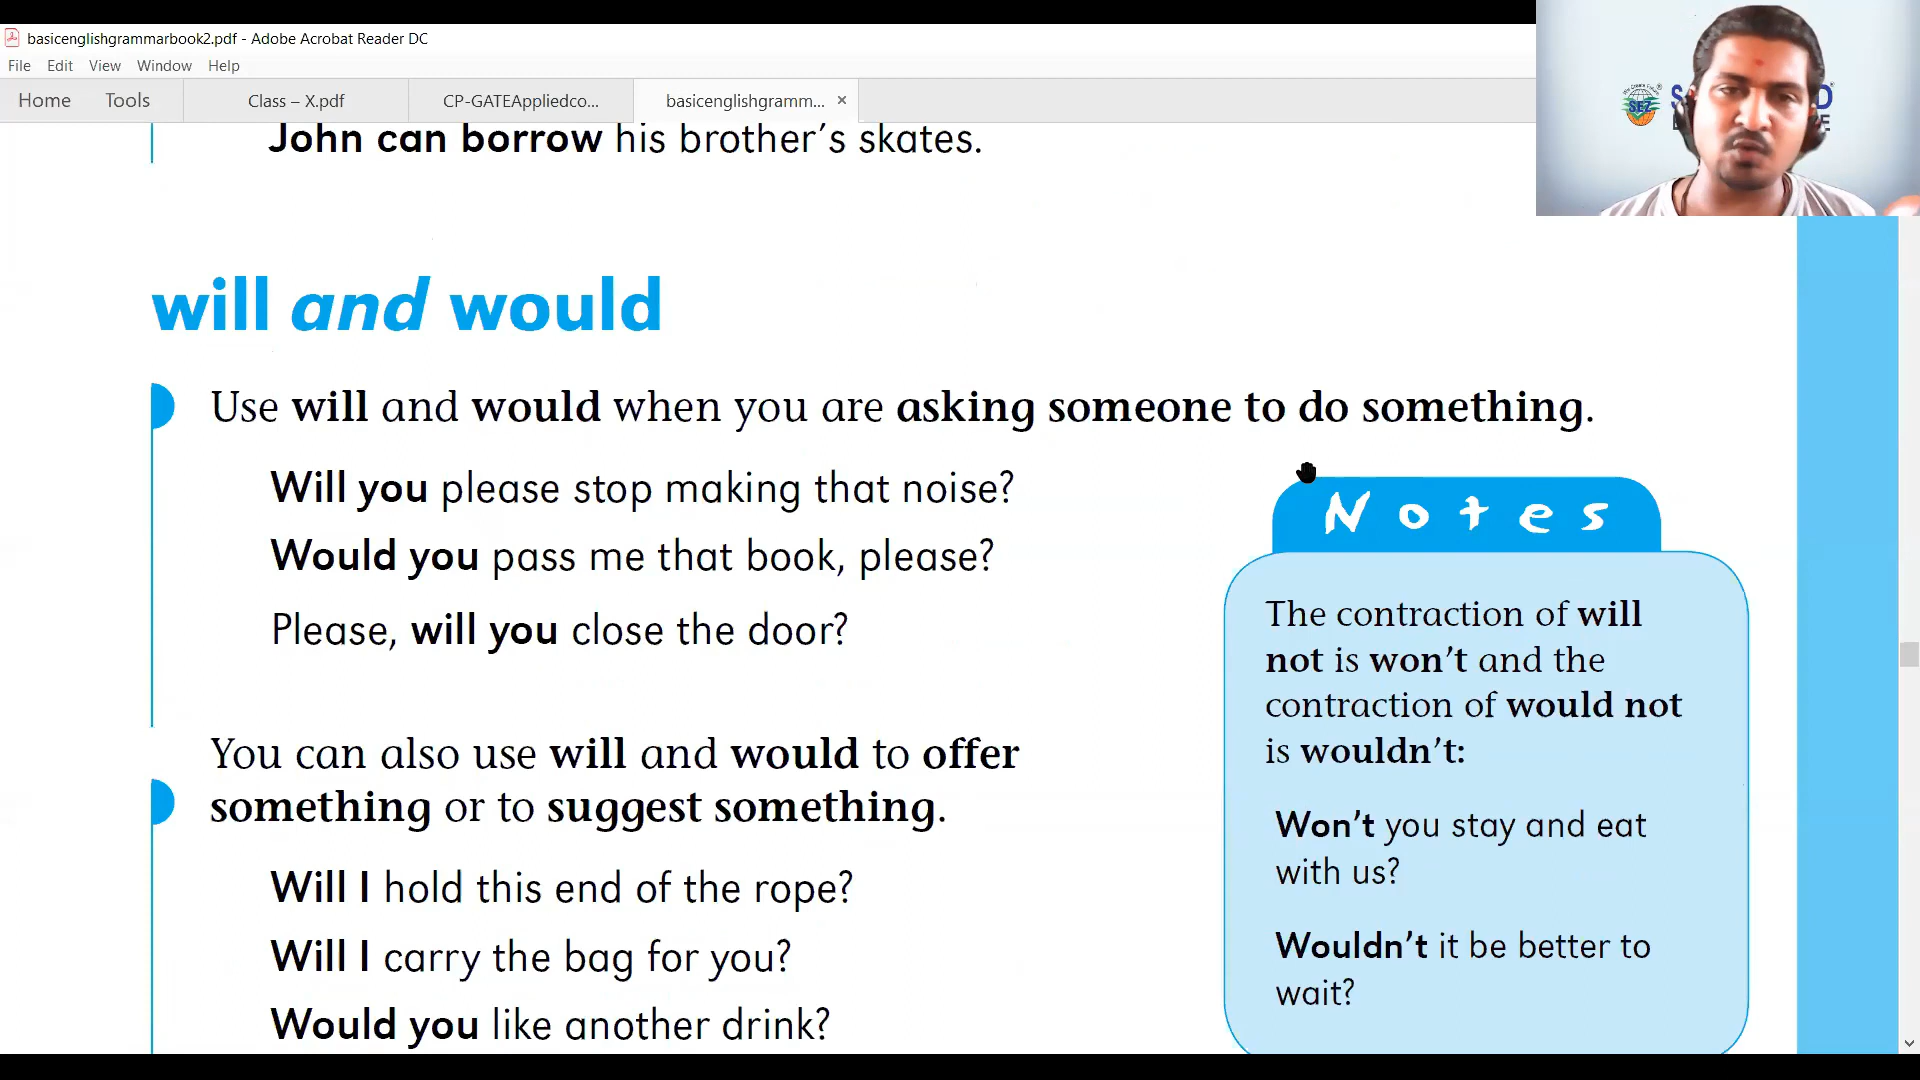 basicenglishgrammarbook2.pdf - Adobe Acrobat Reader DC
File Edit View Window Help
Home Tools Class – X.pdf CP-GATEAppliedco... basicenglishgramm... ×
SEZ
John can borrow his brother's skates.
will and would
Use will and would when you are asking someone to do something.
Will you please stop making that noise?
Would you pass me that book, please?
Please, will you close the door?
You can also use will and would to offer
something or to suggest something.
Will I hold this end of the rope?
Will I carry the bag for you?
Would you like another drink?
Notes
The contraction of will
not is won't and the
contraction of would not
is wouldn't:
Won't you stay and eat
with us?
Wouldn't it be better to
wait?